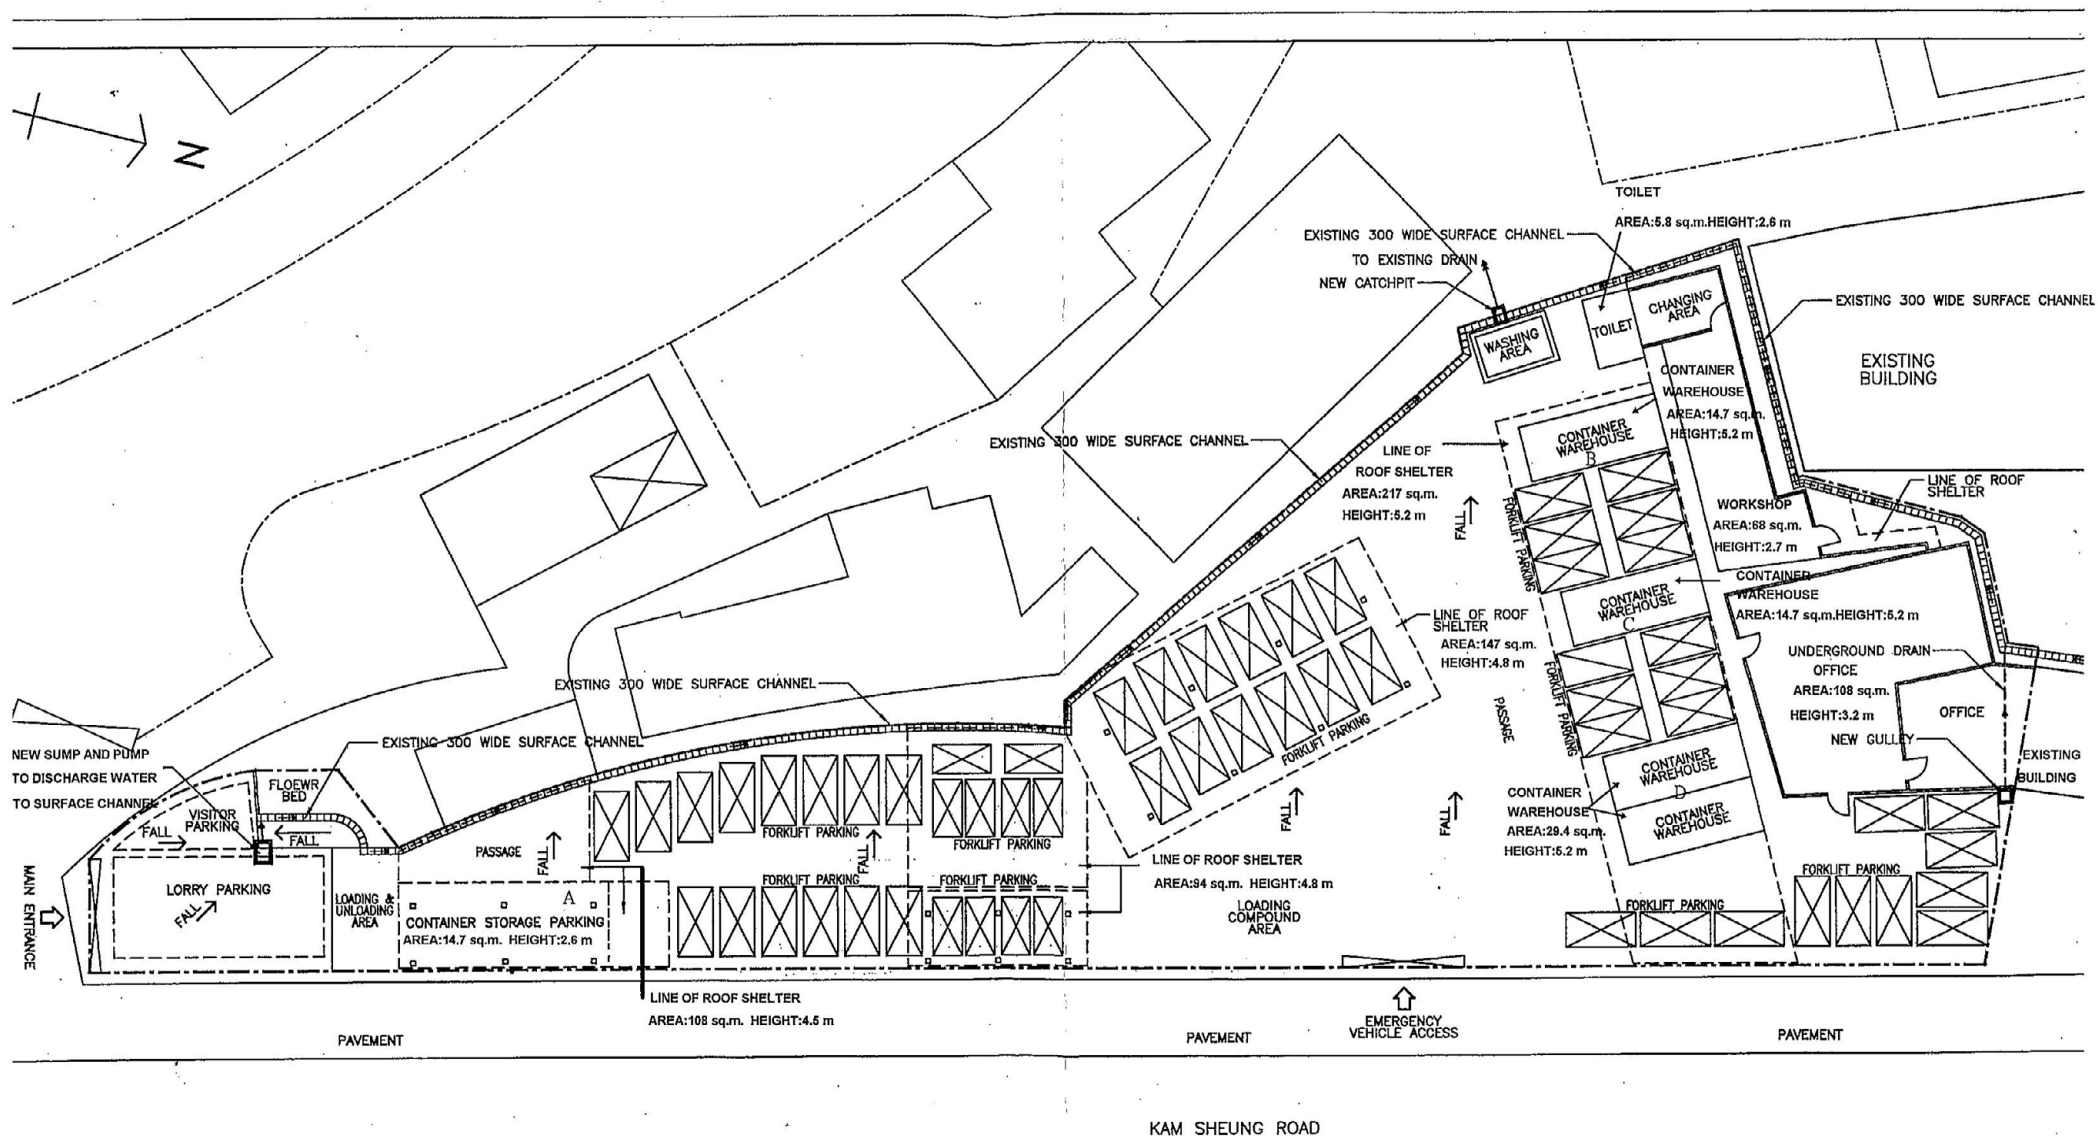 N
TOILET
AREA:5.8 sq.m.HEIGHT:2.6 m
EXISTING 300 WIDE SURFACE CHANNEL
TO EXISTING DRAIN
NEW CATCHPIT
CHANGING
AREA
TOILET
WASHING
AREA
EXISTING 300 WIDE SURFACE CHANNEL
EXISTING
BUILDING
CONTAINER
WAREHOUSE
AREA:14.7 sq.m.
HEIGHT:5.2 m
CONTAINER
WAREHOUSE
B
EXISTING 300 WIDE SURFACE CHANNEL
LINE OF
ROOF SHELTER
AREA:217 sq.m.
HEIGHT:5.2 m
FALL
FORKLIFT PARKING
WORKSHOP
AREA:68 sq.m.
HEIGHT:2.7 m
LINE OF ROOF
SHELTER
CONTAINER
WAREHOUSE
C
CONTAINER
WAREHOUSE
AREA:14.7 sq.m.HEIGHT:5.2 m
LINE OF ROOF
SHELTER
AREA:147 sq.m.
HEIGHT:4.8 m
FORKLIFT PARKING
PASSAGE
FORKLIFT PARKING
UNDERGROUND DRAIN
OFFICE
AREA:108 sq.m.
HEIGHT:3.2 m
OFFICE
NEW GULLEY
EXISTING
BUILDING
EXISTING 300 WIDE SURFACE CHANNEL
NEW SUMP AND PUMP
TO DISCHARGE WATER
TO SURFACE CHANNEL
EXISTING 300 WIDE SURFACE CHANNEL
FLOEWR
BED
VISITOR
PARKING
FALL
FALL
LORRY PARKING
FALL
MAIN ENTRANCE
LOADING &
UNLOADING
AREA
PASSAGE
FALL
A
CONTAINER STORAGE PARKING
AREA:14.7 sq.m. HEIGHT:2.6 m
FORKLIFT PARKING
FORKLIFT PARKING
FALL
FORKLIFT PARKING
FORKLIFT PARKING
LINE OF ROOF SHELTER
AREA:94 sq.m. HEIGHT:4.8 m
LOADING
COMPOUND
AREA
FALL
FALL
CONTAINER
WAREHOUSE
D
CONTAINER
WAREHOUSE
CONTAINER
WAREHOUSE
AREA:29.4 sq.m.
HEIGHT:5.2 m
FORKLIFT PARKING
FORKLIFT PARKING
LINE OF ROOF SHELTER
AREA:108 sq.m. HEIGHT:4.5 m
EMERGENCY
VEHICLE ACCESS
PAVEMENT
PAVEMENT
PAVEMENT
KAM SHEUNG ROAD